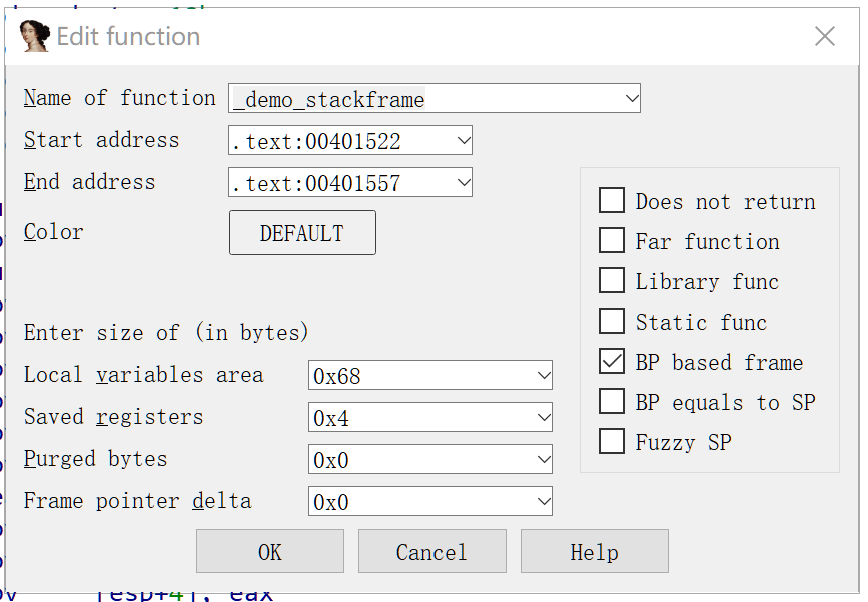 Edit function
Name of function _demo_stackframe
Start address .text:00401522
End address .text:00401557
Color DEFAULT
Does not return
Far function
Library func
Static func
BP based frame
BP equals to SP
Fuzzy SP
Enter size of (in bytes)
Local variables area 0x68
Saved registers 0x4
Purged bytes 0x0
Frame pointer delta 0x0
OK Cancel Help
[esp+4], eax